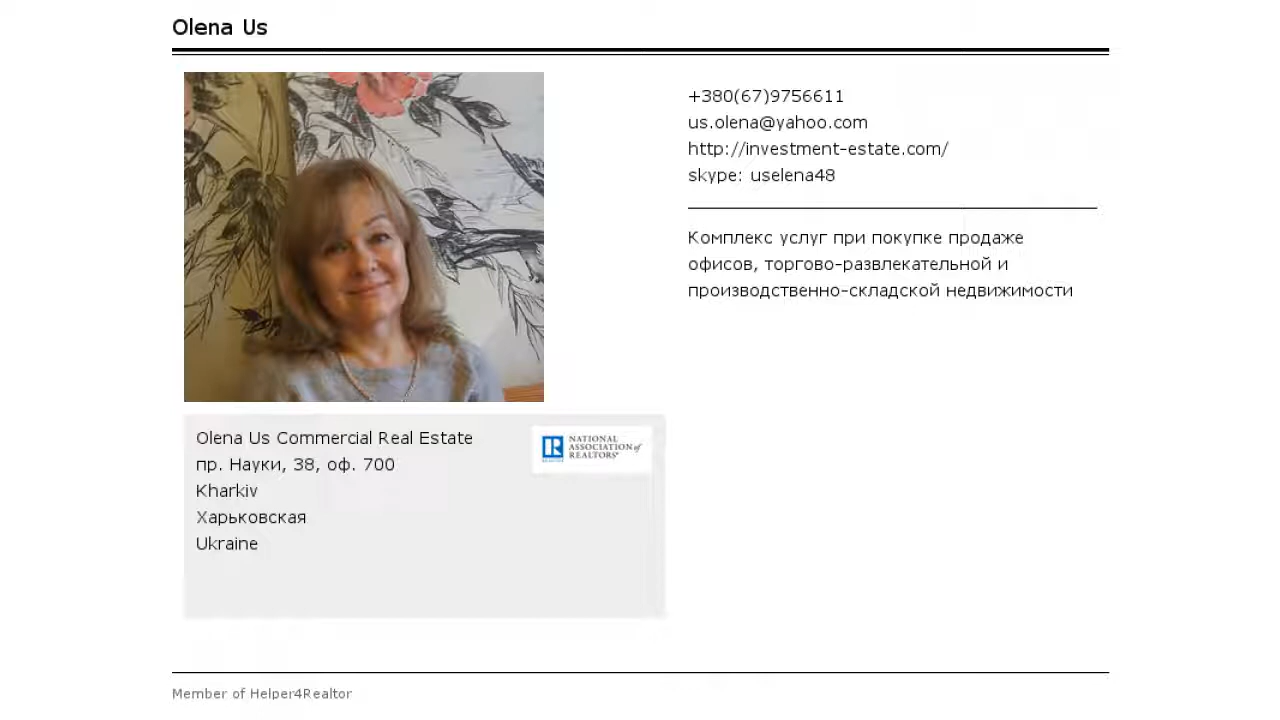 Olena Us
+380(67)9756611
us.olena@yahoo.com
http://investment-estate.com/
skype: uselena48
Комплекс услуг при покупке продаже
офисов, торгово-развлекательной и
производственно-складской недвижимости
Olena Us Commercial Real Estate
пр. Науки, 38, оф. 700
Kharkiv
Харьковская
Ukraine
NATIONAL
ASSOCIATION of
REALTORS®
Member of Helper4Realtor